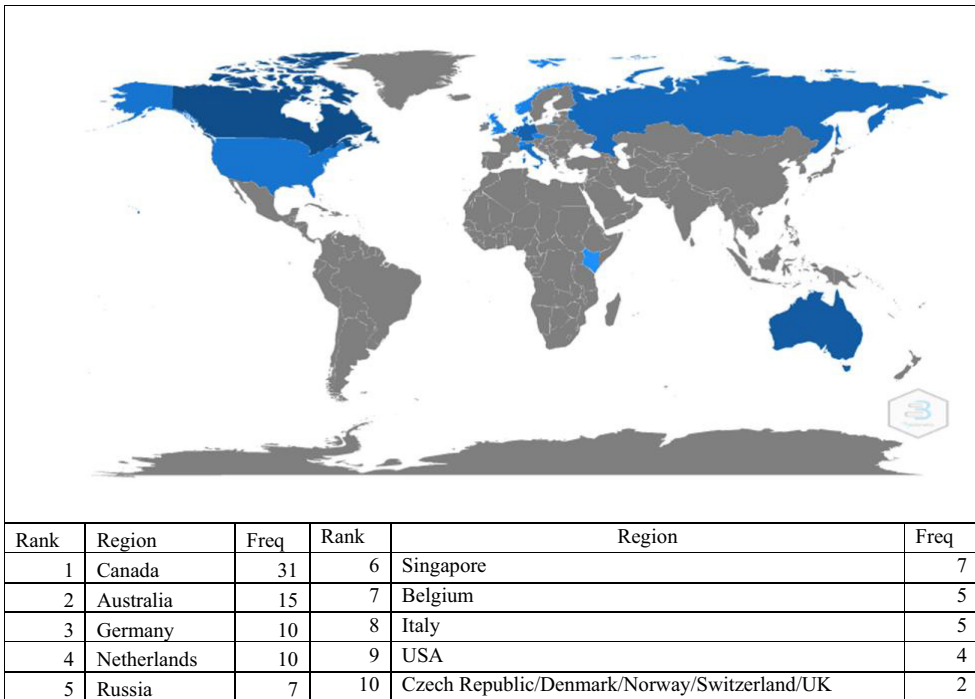 Rank Region Freq Rank Region Freq
1 Canada 31 6 Singapore 7
2 Australia 15 7 Belgium 5
3 Germany 10 8 Italy 5
4 Netherlands 10 9 USA 4
5 Russia 7 10 Czech Republic/Denmark/Norway/Switzerland/UK 2